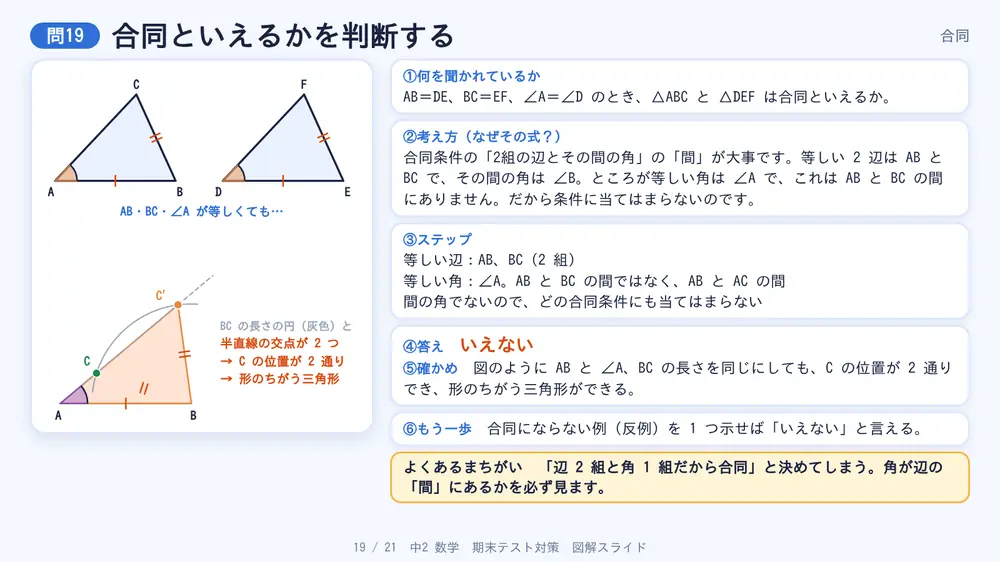 問19 合同といえるかを判断する
合同
C
F
A
B
D
E
AB・BC・∠A が等しくても…
C′
C
A
B
BC の長さの円（灰色）と
半直線の交点が 2 つ
→ C の位置が 2 通り
→ 形のちがう三角形
①何を聞かれているか
AB＝DE、BC＝EF、∠A＝∠D のとき、△ABC と △DEF は合同といえるか。
②考え方（なぜその式？）
合同条件の「2組の辺とその間の角」の「間」が大事です。等しい 2 辺は AB と
BC で、その間の角は ∠B。ところが等しい角は ∠A で、これは AB と BC の間
にありません。だから条件に当てはまらないのです。
③ステップ
等しい辺：AB、BC（2 組）
等しい角：∠A。AB と BC の間ではなく、AB と AC の間
間の角でないので、どの合同条件にも当てはまらない
④答え いえない
⑤確かめ 図のように AB と ∠A、BC の長さを同じにしても、C の位置が 2 通り
でき、形のちがう三角形ができる。
⑥もう一歩 合同にならない例（反例）を 1 つ示せば「いえない」と言える。
よくあるまちがい 「辺 2 組と角 1 組だから合同」と決めてしまう。角が辺の
「間」にあるかを必ず見ます。
19 / 21 中2 数学 期末テスト対策 図解スライド